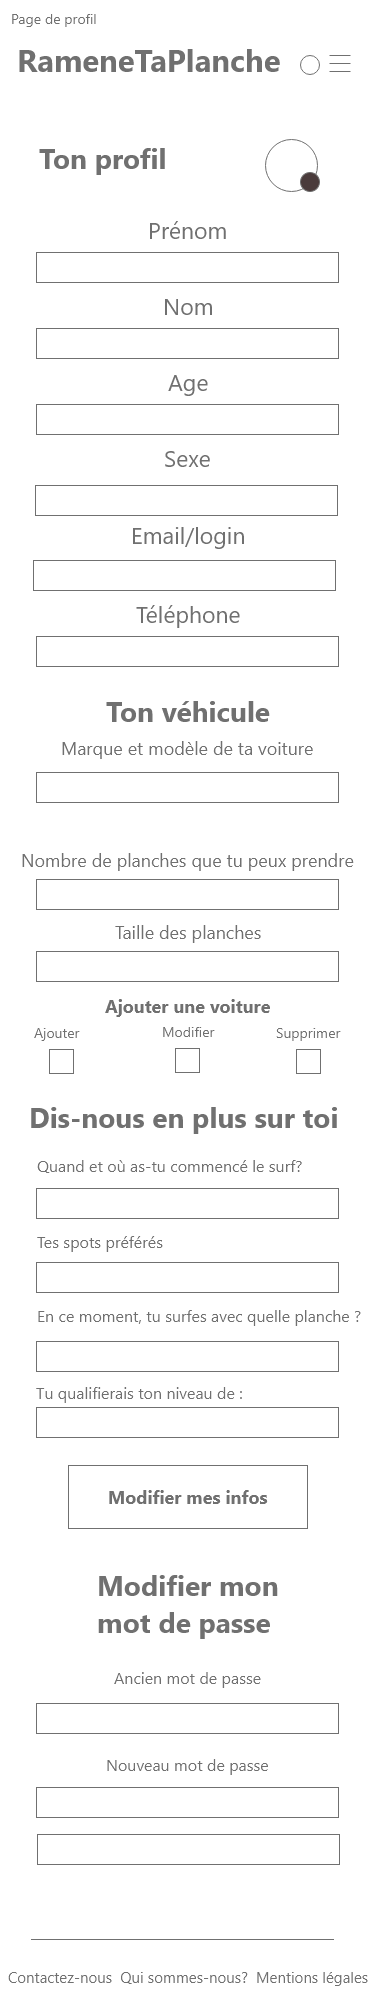 Page de profil
RameneTaPlanche
Ton profil
Prénom
Nom
Age
Sexe
Email/login
Téléphone
Ton véhicule
Marque et modèle de ta voiture
Nombre de planches que tu peux prendre
Taille des planches
Ajouter une voiture
Ajouter Modifier Supprimer
Dis-nous en plus sur toi
Quand et où as-tu commencé le surf?
Tes spots préférés
En ce moment, tu surfes avec quelle planche ?
Tu qualifierais ton niveau de :
Modifier mes infos
Modifier mon
mot de passe
Ancien mot de passe
Nouveau mot de passe
Contactez-nous Qui sommes-nous? Mentions légales